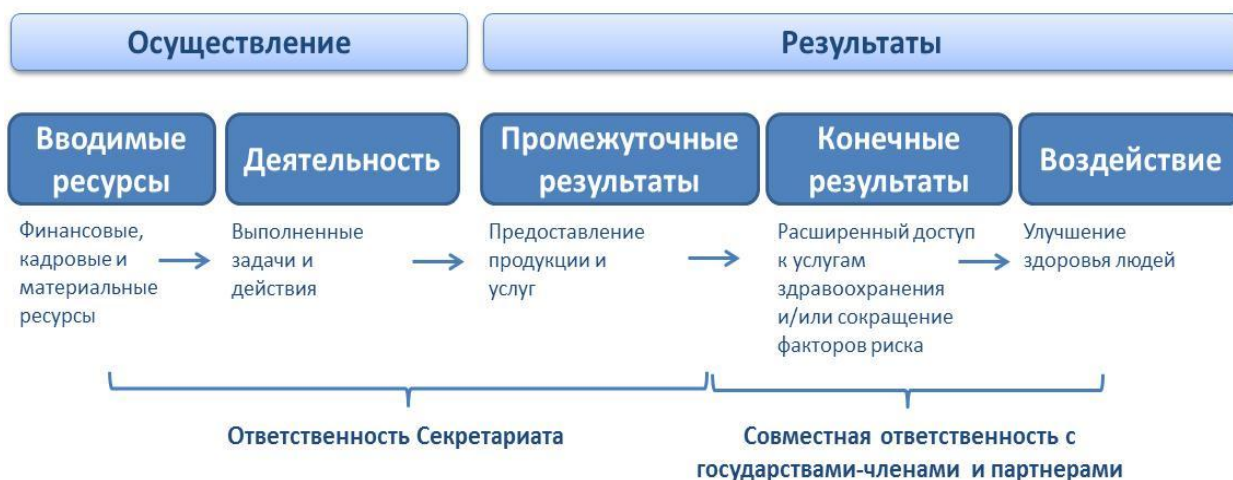 Осуществление
Результаты
Вводимые
ресурсы
Деятельность
Промежуточные
результаты
Конечные
результаты
Воздействие
Финансовые,
кадровые и
материальные
ресурсы
Выполненные
задачи и
действия
Предоставление
продукции и
услуг
Расширенный доступ
к услугам
здравоохранения
и/или сокращение
факторов риска
Улучшение
здоровья людей
Ответственность Секретариата
Совместная ответственность с
государствами-членами и партнерами